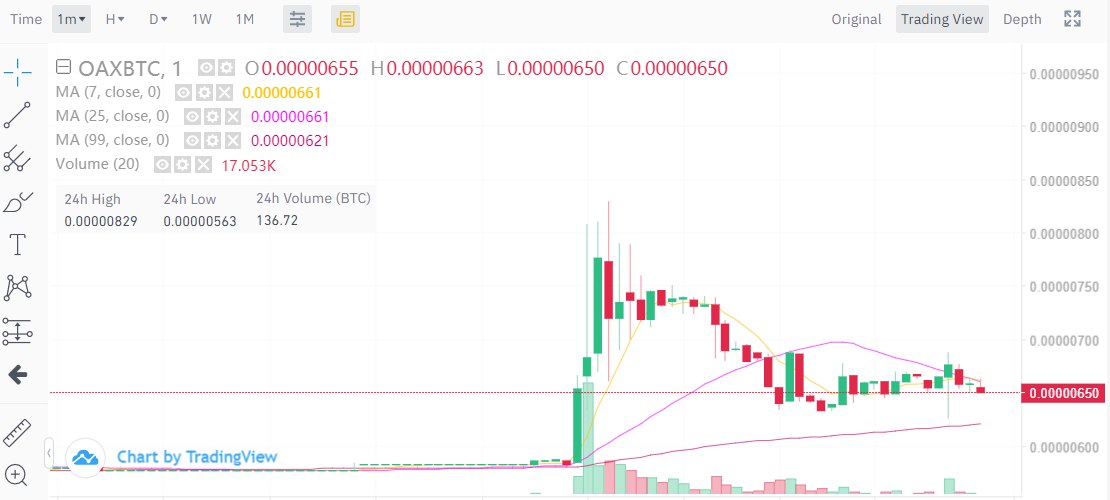 Time 1m▾ H▾ D▾ 1W 1M Original Trading View Depth
OAXBTC, 1 O0.00000655 H0.00000663 L0.00000650 C0.00000650
MA (7, close, 0) 0.00000661
MA (25, close, 0) 0.00000661
MA (99, close, 0) 0.00000621
Volume (20) 17.053K
24h High 24h Low 24h Volume (BTC)
0.00000829 0.00000563 136.72
0.00000950
0.00000900
0.00000850
0.00000800
0.00000750
0.00000700
0.00000650
0.00000600
T
Chart by TradingView